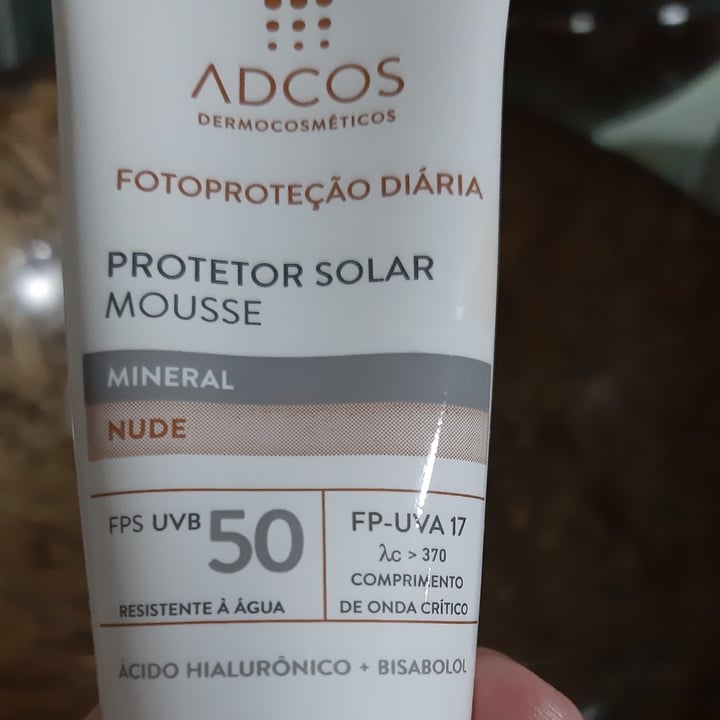 ADCOS
DERMOCOSMÉTICOS
FOTOPROTEÇÃO DIÁRIA
PROTETOR SOLAR
MOUSSE
MINERAL
NUDE
FPS UVB 50
RESISTENTE À ÁGUA
FP-UVA 17
λc > 370
COMPRIMENTO
DE ONDA CRÍTICO
ÁCIDO HIALURÔNICO + BISABOLOL